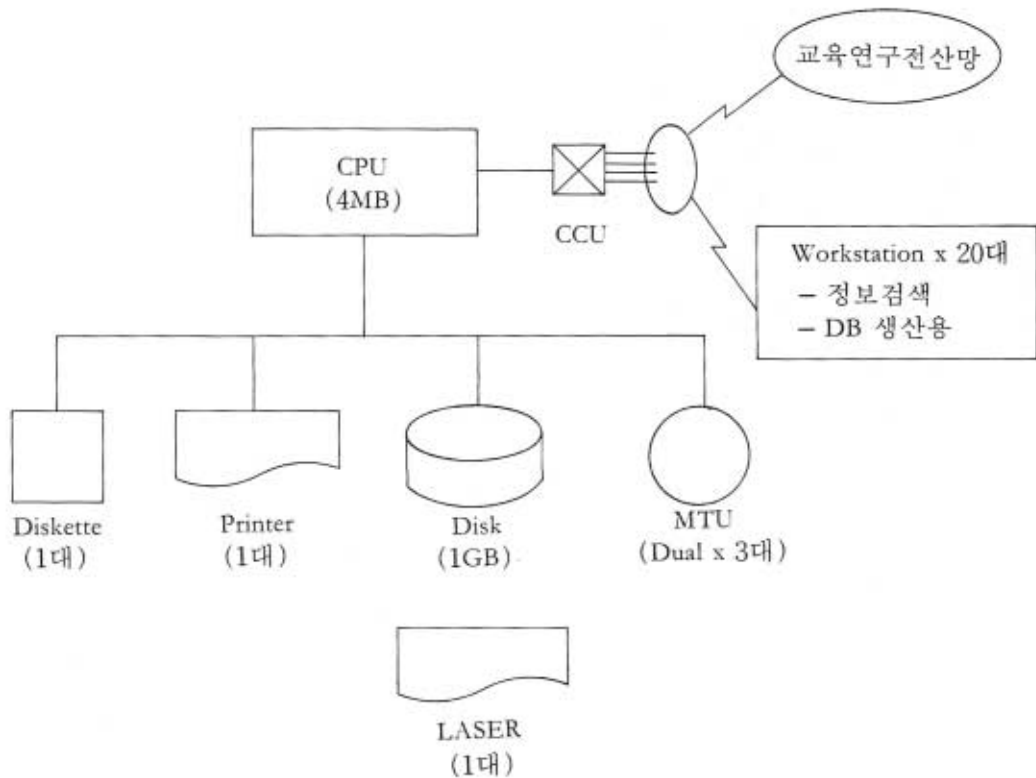 교육연구전산망
CPU
(4MB)
CCU
Workstation x 20대
– 정보검색
– DB 생산용
Diskette
(1대)
Printer
(1대)
Disk
(1GB)
MTU
(Dual x 3대)
LASER
(1대)